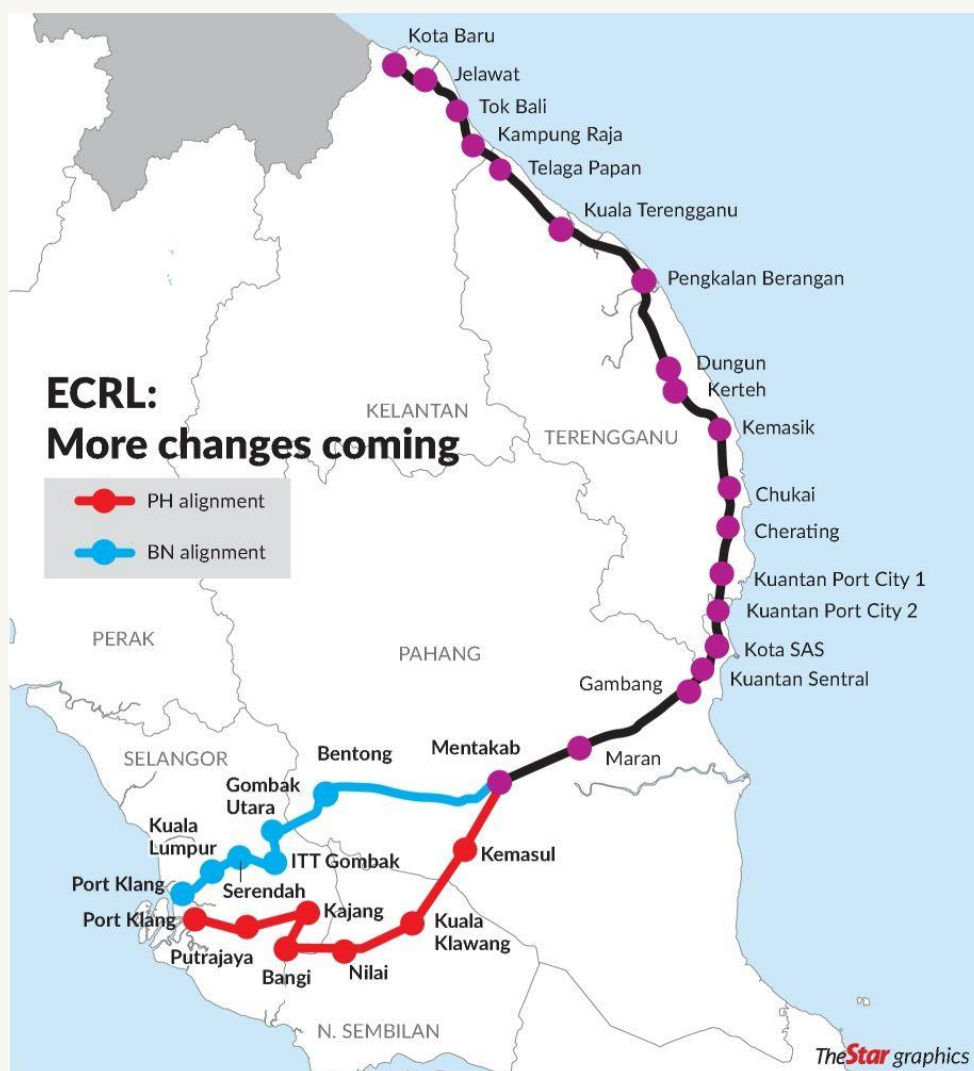 Kota Baru
Jelawat
Tok Bali
Kampung Raja
Telaga Papan
Kuala Terengganu
Pengkalan Berangan
Dungun
Kerteh
ECRL:
More changes coming
KELANTAN
TERENGGANU
Kemasik
PH alignment
BN alignment
Chukai
Cherating
Kuantan Port City 1
Kuantan Port City 2
PERAK
PAHANG
Kota SAS
Kuantan Sentral
Gambang
SELANGOR
Bentong
Mentakab
Maran
Gombak
Utara
Kuala
Lumpur
ITT Gombak
Kemasul
Port Klang
Serendah
Port Klang
Kajang
Kuala
Klawang
Putrajaya
Bangi
Nilai
N. SEMBILAN
TheStar graphics